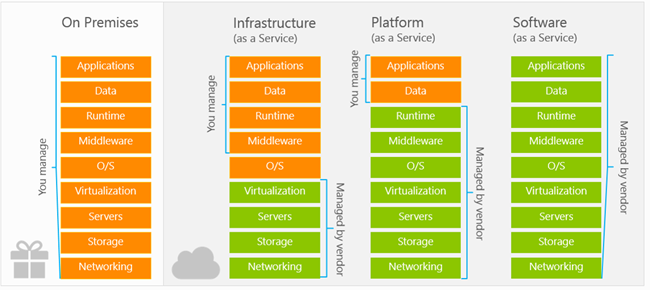 On Premises
You manage
Applications
Data
Runtime
Middleware
O/S
Virtualization
Servers
Storage
Networking
Infrastructure
(as a Service)
You manage
Applications
Data
Runtime
Middleware
O/S
Virtualization
Servers
Storage
Networking
Managed by vendor
Platform
(as a Service)
You manage
Applications
Data
Runtime
Middleware
O/S
Virtualization
Servers
Storage
Networking
Managed by vendor
Software
(as a Service)
Applications
Data
Runtime
Middleware
O/S
Virtualization
Servers
Storage
Networking
Managed by vendor